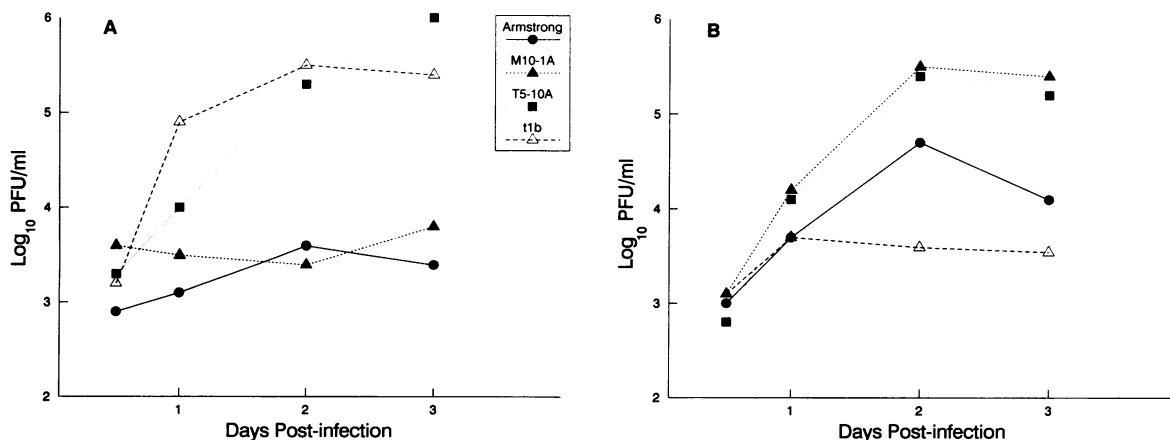 A
6
5
4
3
2
Log10 PFU/ml
1
2
3
Days Post-infection
Armstrong
M10-1A
T5-10A
t1b
B
6
5
4
3
2
Log10 PFU/ml
1
2
3
Days Post-infection